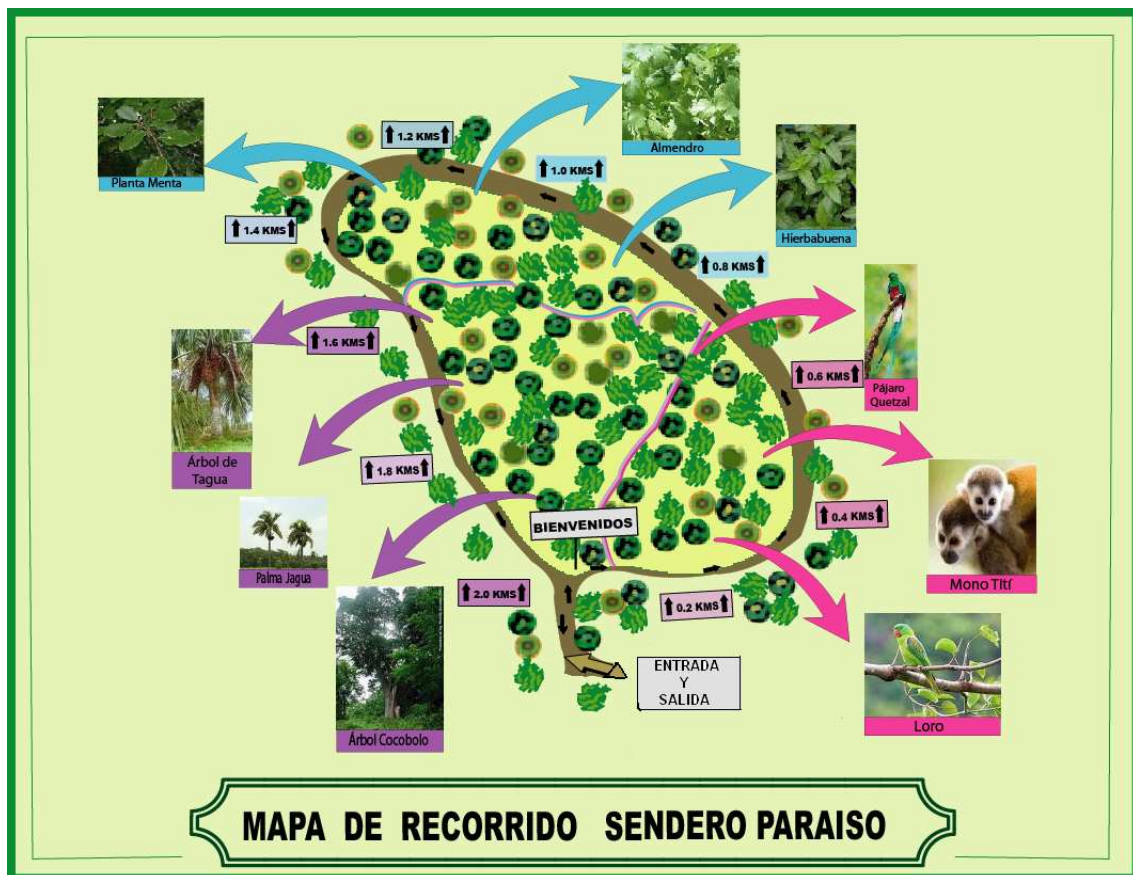 1.2 KMS
Almendro
1.0 KMS
Planta Menta
1.4 KMS
Hierbabuena
0.8 KMS
1.6 KMS
0.6 KMS
Pájaro
Quetzal
Árbol de
Tagua
1.8 KMS
0.4 KMS
BIENVENIDOS
Palma Jagua
Mono Tití
2.0 KMS
0.2 KMS
ENTRADA
Y
SALIDA
Loro
Árbol Cocobolo
MAPA DE RECORRIDO SENDERO PARAISO